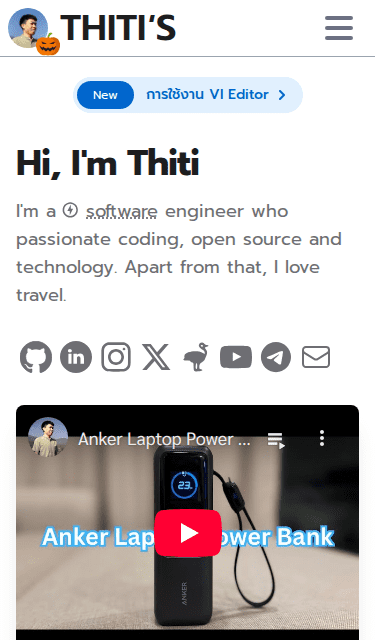 THITI'S
New
การใช้งาน VI Editor
Hi, I'm Thiti
I'm a software engineer who
passionate coding, open source and
technology. Apart from that, I love
travel.
in
Anker Laptop Power ...
23%
Anker Lap ower Bank
ANKER